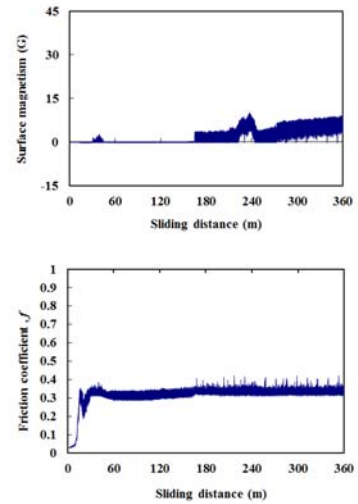 45
30
15
0
-15
Surface magnetism (G)
0 60 120 180 240 300 360
Sliding distance (m)
1
0.9
0.8
0.7
0.6
0.5
0.4
0.3
0.2
0.1
0
Friction coefficient ,f
0 60 120 180 240 300 360
Sliding distance (m)